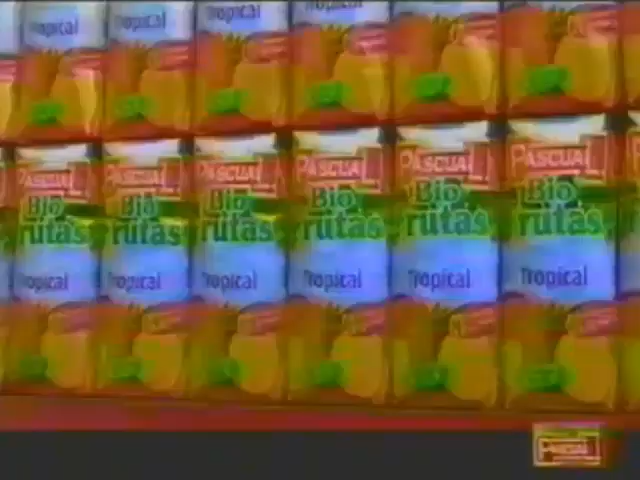 Tropical Tropical Tropical Tropical
PASCUAL PASCUAL PASCUAL PASCUAL PASCUAL PASCUAL
Bio Bio Bio Bio Bio Bio
frutas frutas frutas frutas frutas frutas
Tropical Tropical Tropical Tropical Tropical Tropical
PASCUAL